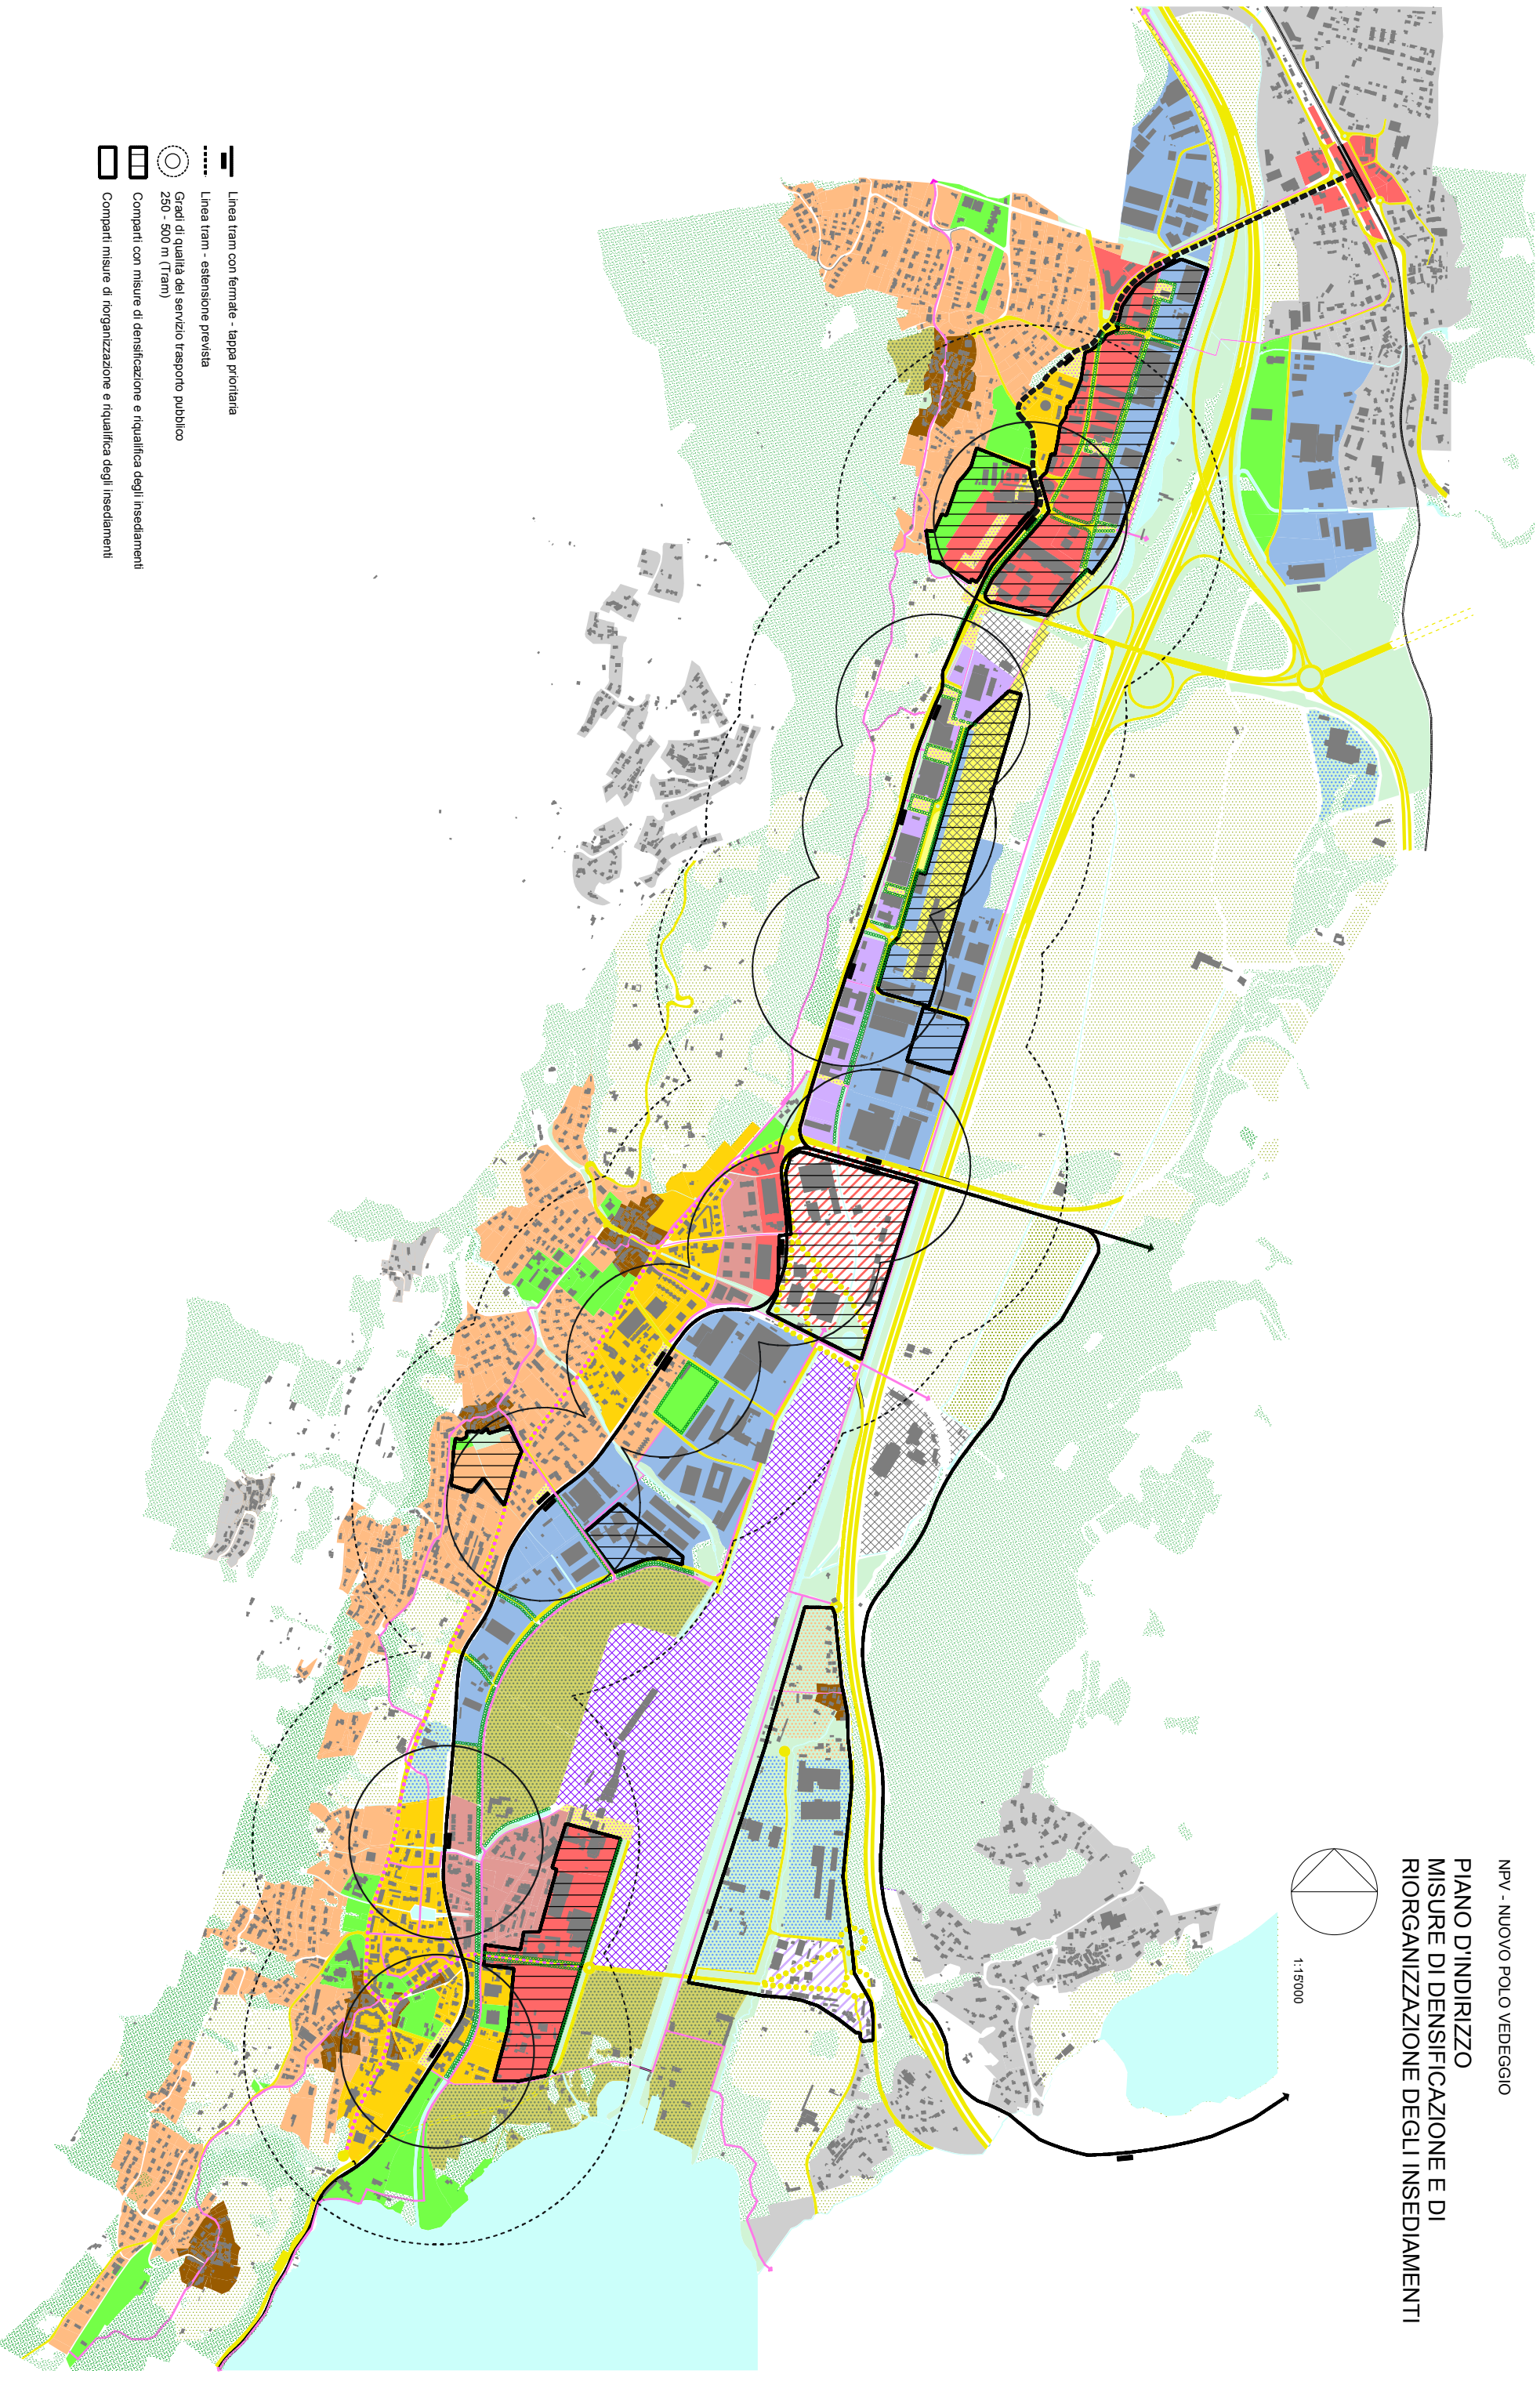 NPV - NUOVO POLO VEDEGGIO
PIANO D'INDIRIZZO
MISURE DI DENSIFICAZIONE E DI
RIORGANIZZAZIONE DEGLI INSEDIAMENTI
1:15'000
Linea tram con fermate - tappa prioritaria
Linea tram - estensione prevista
Gradi di qualità del servizio trasporto pubblico
250 - 500 m (Tram)
Comparti con misure di densificazione e riqualifica degli insediamenti
Comparti misure di riorganizzazione e riqualifica degli insediamenti